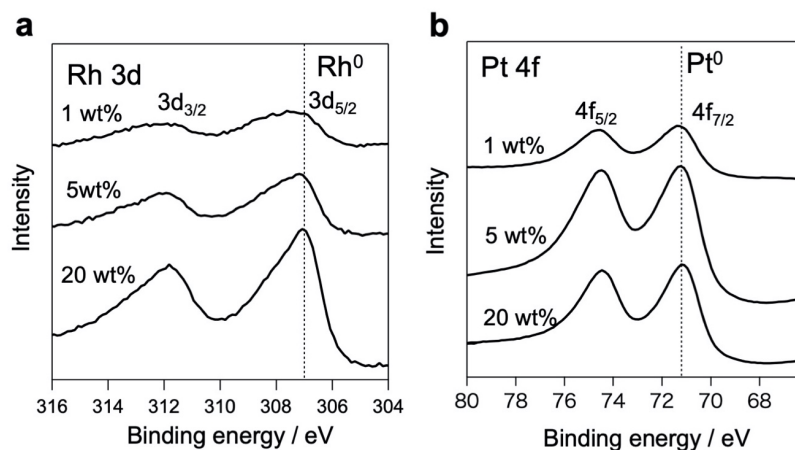 a
Rh 3d
Rh⁰
3d₃/₂
3d₅/₂
1 wt%
5wt%
20 wt%
Intensity
316 314 312 310 308 306 304
Binding energy / eV
b
Pt 4f
Pt⁰
4f₅/₂
4f₇/₂
1 wt%
5 wt%
20 wt%
Intensity
80 78 76 74 72 70 68
Binding energy / eV